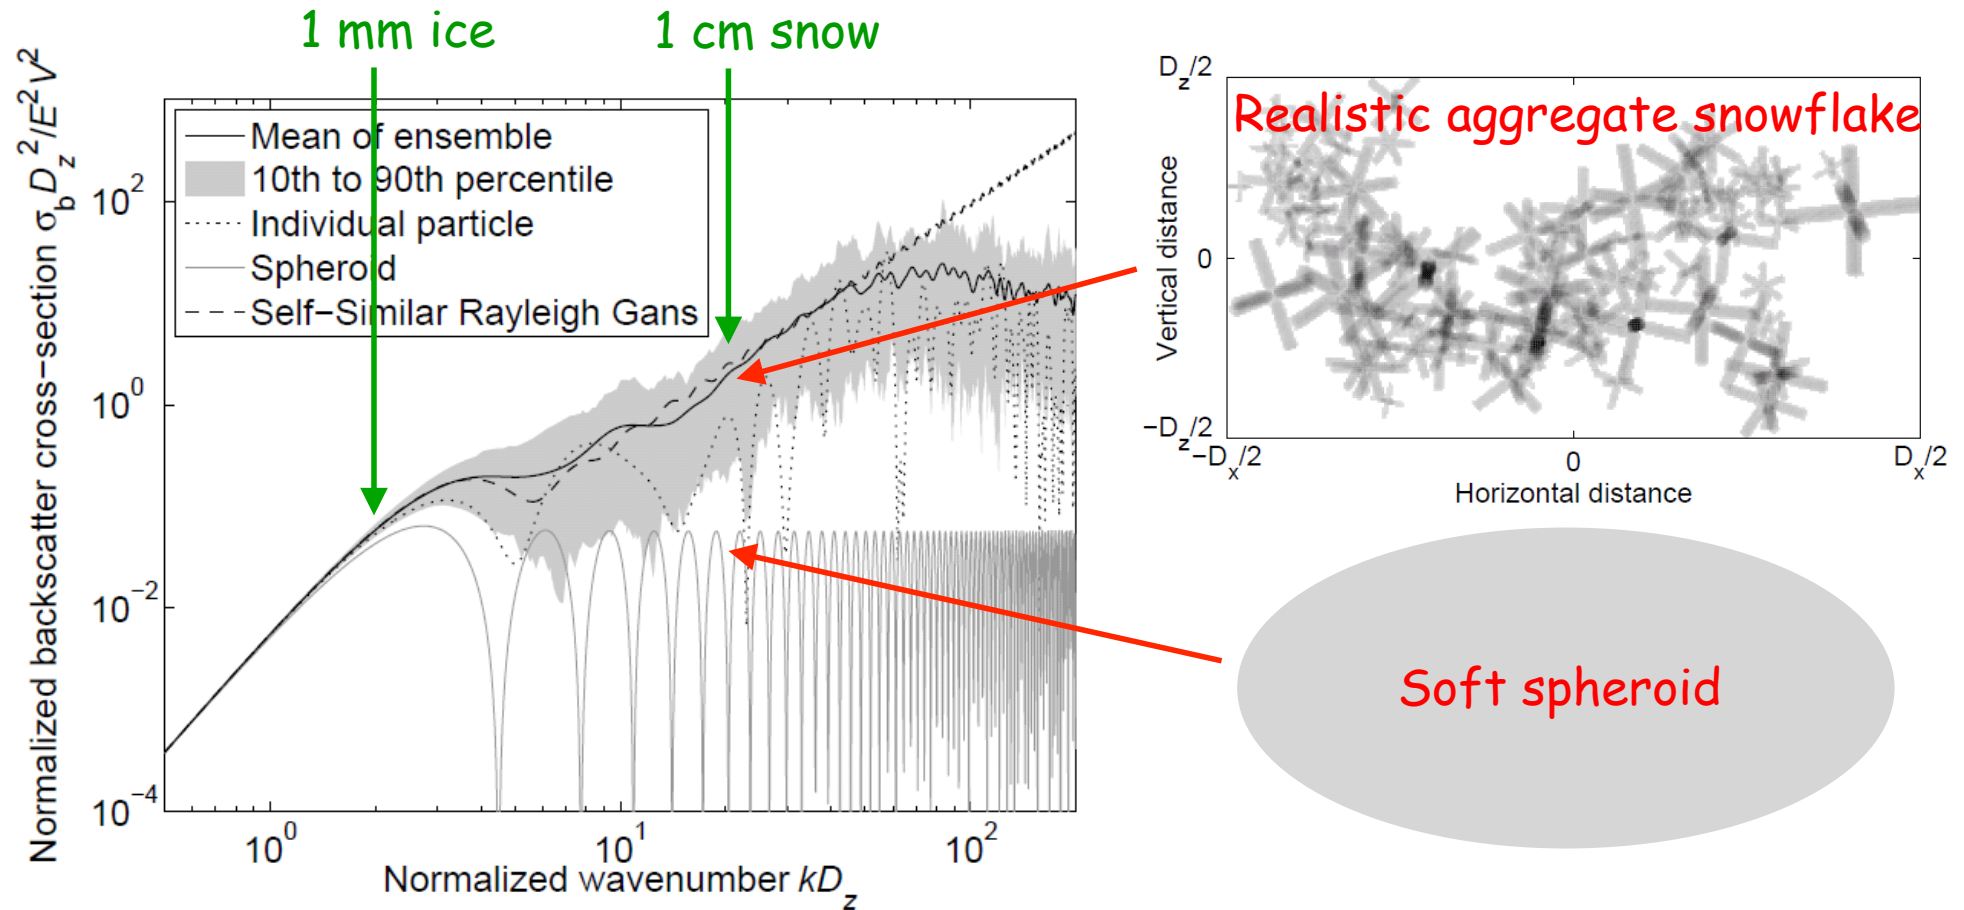 1 mm ice
1 cm snow
Normalized backscatter cross−section σ_b D_z^2/E^2V^2
10^2
10^0
10^−2
10^−4
Mean of ensemble
10th to 90th percentile
Individual particle
Spheroid
Self−Similar Rayleigh Gans
10^0
10^1
10^2
Normalized wavenumber kD_z
D_z/2
Realistic aggregate snowflake
Vertical distance
0
−D_z/2
−D_x/2
0
D_x/2
Horizontal distance
Soft spheroid